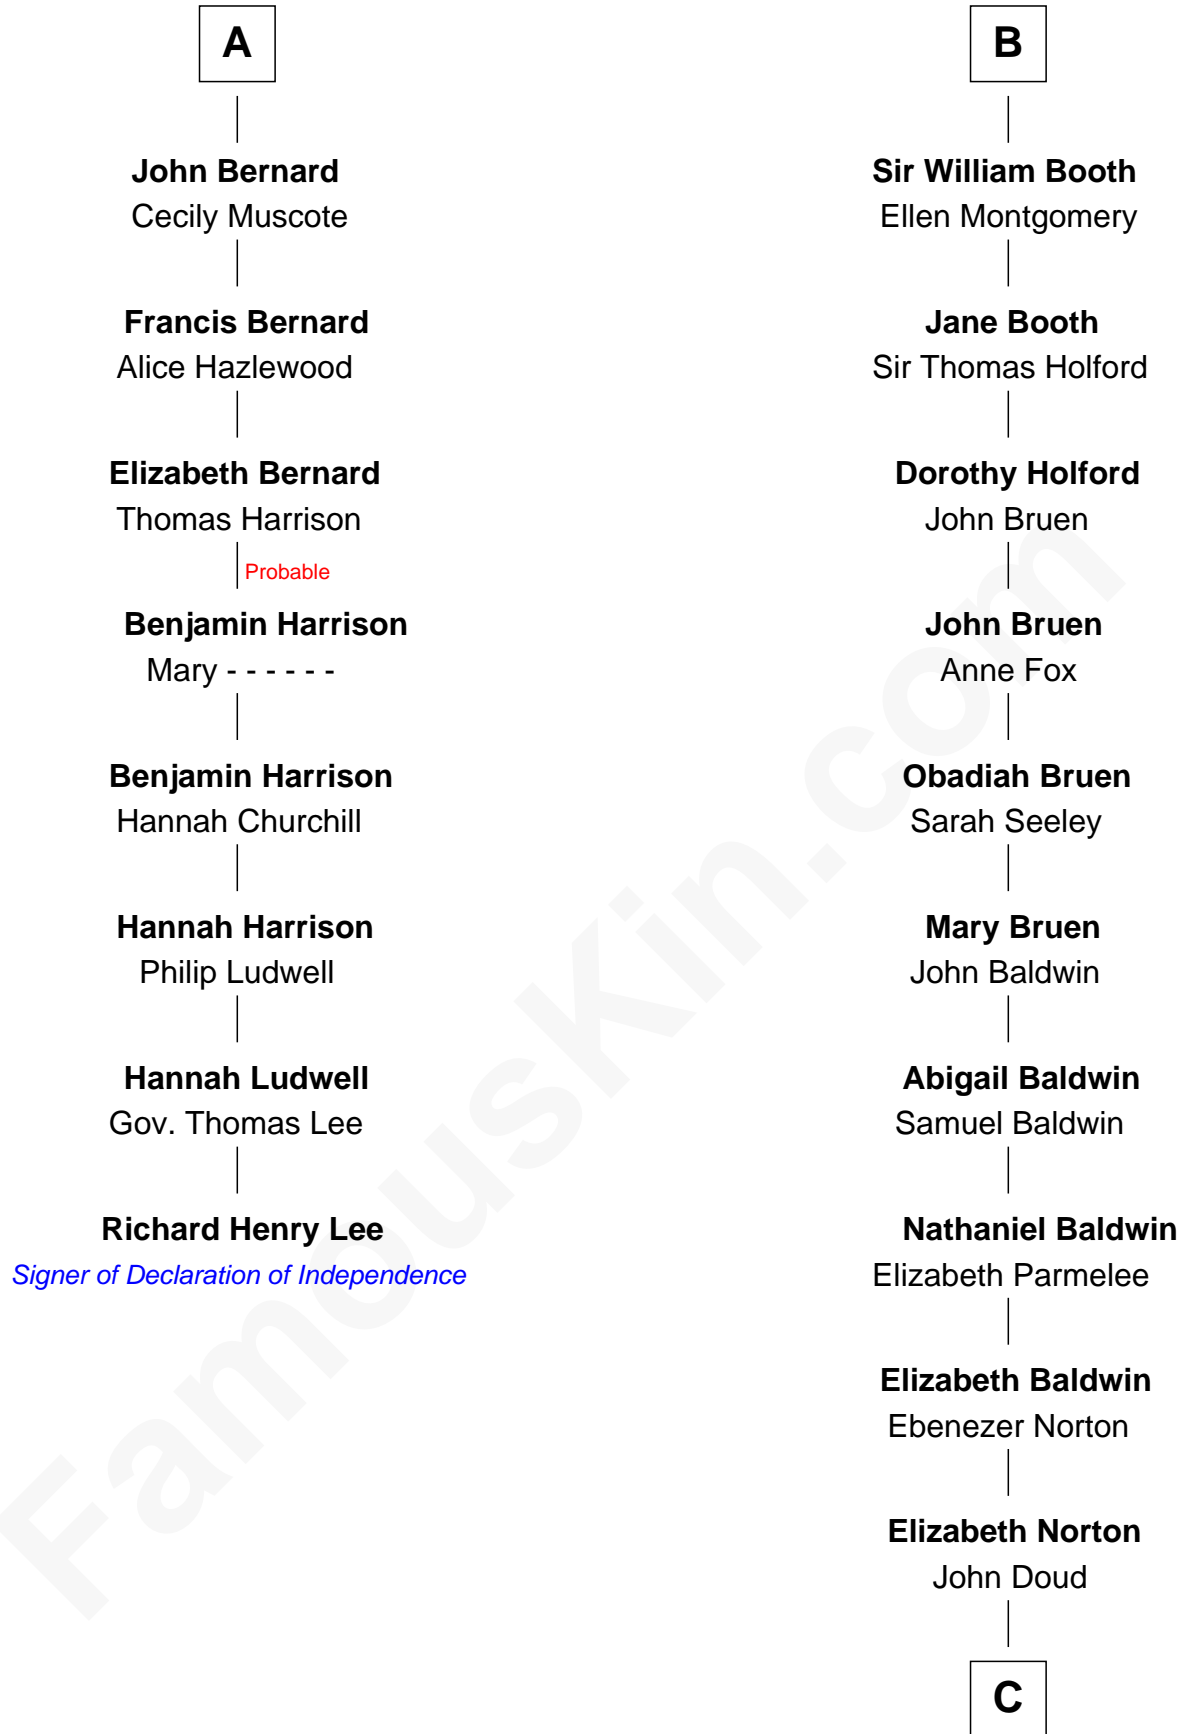 A
John Bernard
Cecily Muscote
Francis Bernard
Alice Hazlewood
Elizabeth Bernard
Thomas Harrison
Probable
Benjamin Harrison
Mary - - - - - -
Benjamin Harrison
Hannah Churchill
Hannah Harrison
Philip Ludwell
Hannah Ludwell
Gov. Thomas Lee
Richard Henry Lee
Signer of Declaration of Independence
B
Sir William Booth
Ellen Montgomery
Jane Booth
Sir Thomas Holford
Dorothy Holford
John Bruen
John Bruen
Anne Fox
Obadiah Bruen
Sarah Seeley
Mary Bruen
John Baldwin
Abigail Baldwin
Samuel Baldwin
Nathaniel Baldwin
Elizabeth Parmelee
Elizabeth Baldwin
Ebenezer Norton
Elizabeth Norton
John Doud
C
FamousKin.com